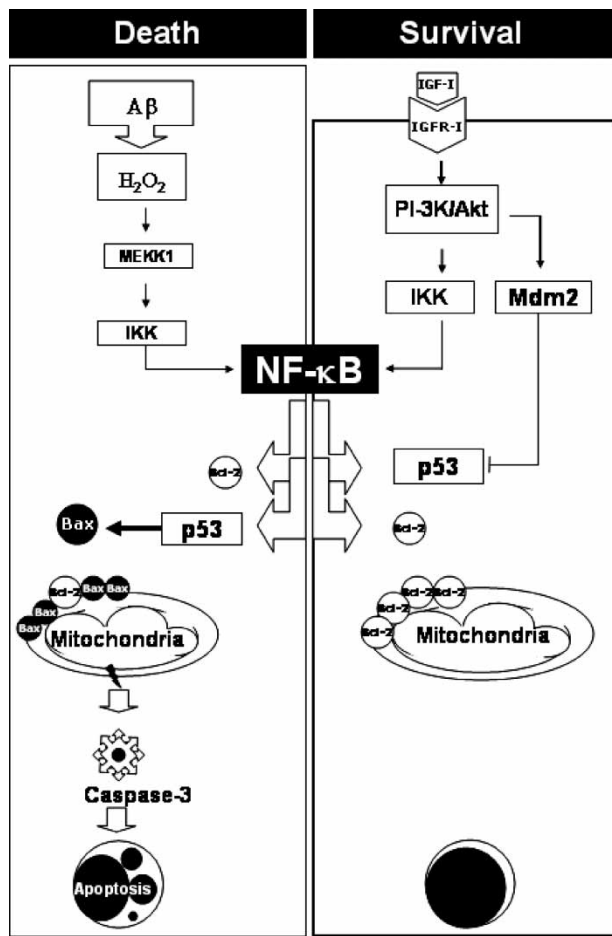 Death
Aβ
H₂O₂
MEKK1
IKK
NF-κB
Bcl-2
Bax
p53
Bcl-2
Bax
Bax
Bax
Bax
Mitochondria
Caspase-3
Apoptosis
Survival
IGF-I
IGFR-I
PI-3K/Akt
IKK
Mdm2
p53
Bcl-2
Bcl-2
Bcl-2
Bcl-2
Bcl-2
Mitochondria